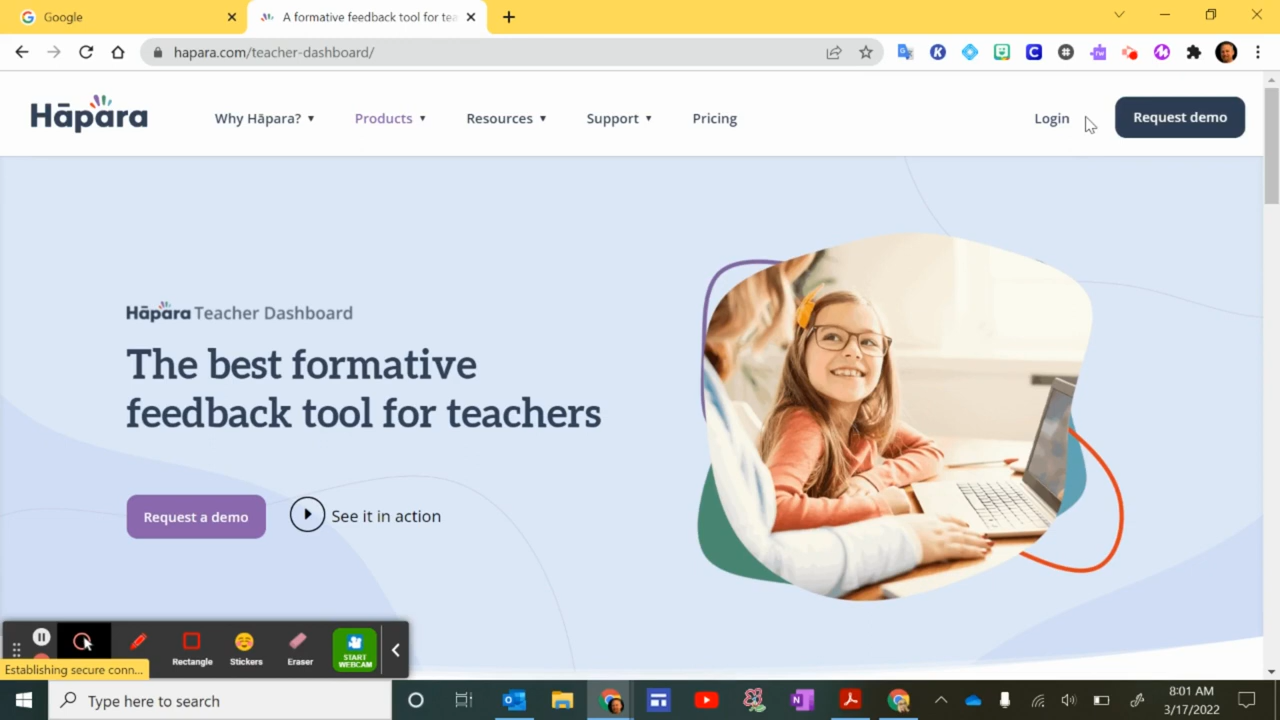 Google
A formative feedback tool for tea
hapara.com/teacher-dashboard/
Hāpara
Why Hāpara?
Products
Resources
Support
Pricing
Login
Request demo
Hāpara Teacher Dashboard
The best formative
feedback tool for teachers
Request a demo
See it in action
Rectangle
Stickers
Eraser
START
WEBCAM
Establishing secure conn...
Type here to search
8:01 AM
3/17/2022